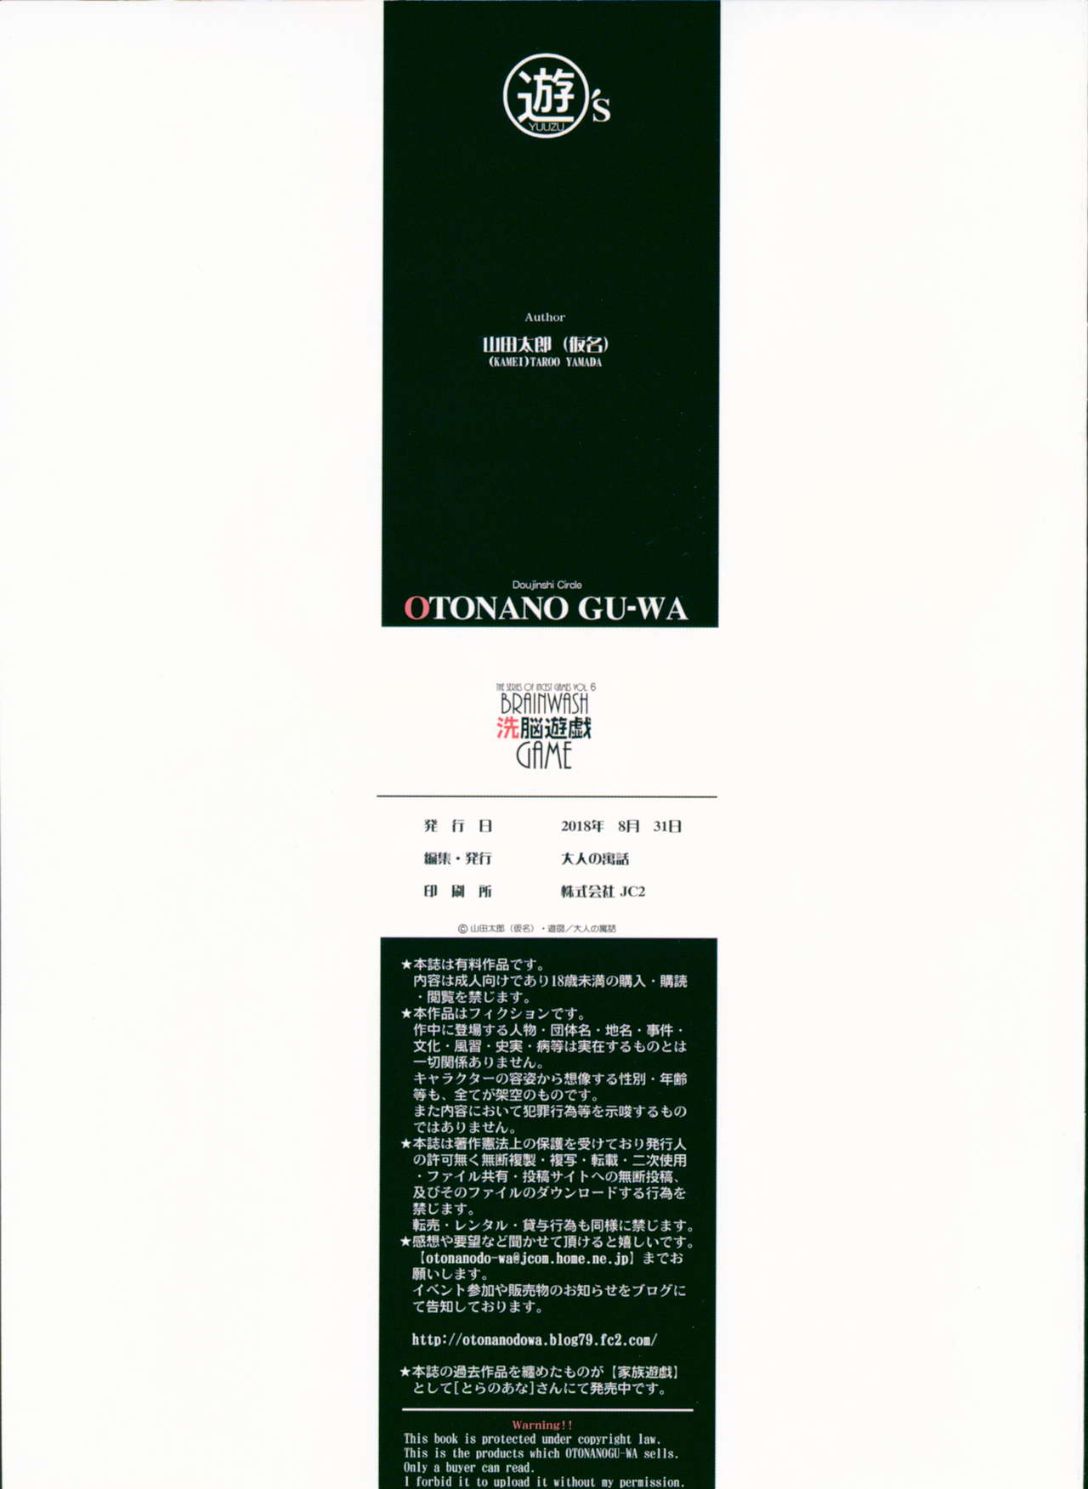 遊's
YUUZU
Author
山田太郎（仮名）
(KAMEI)TAROO YAMADA
Doujinshi Circle
OTONANO GU-WA
THE SERIES OF INCEST GAMES VOL 6
BRAINWASH
洗脳遊戯
GAME
発 行 日 2018年 8月 31日
編集・発行 大人の寓話
印 刷 所 株式会社 JC2
© 山田太郎（仮名）・遊図／大人の寓話
★本誌は有料作品です。
内容は成人向けであり18歳未満の購入・購読
・閲覧を禁じます。
★本作品はフィクションです。
作中に登場する人物・団体名・地名・事件・
文化・風習・史実・病等は実在するものとは
一切関係ありません。
キャラクターの容姿から想像する性別・年齢
等も、全てが架空のものです。
また内容において犯罪行為等を示唆するもの
ではありません。
★本誌は著作憲法上の保護を受けており発行人
の許可無く無断複製・複写・転載・二次使用
・ファイル共有・投稿サイトへの無断投稿、
及びそのファイルのダウンロードする行為を
禁じます。
転売・レンタル・貸与行為も同様に禁じます。
★感想や要望など聞かせて頂けると嬉しいです。
【otonanodo-wa@jcom.home.ne.jp】までお
願いします。
イベント参加や販売物のお知らせをブログに
て告知しております。
http://otonanodowa.blog79.fc2.com/
★本誌の過去作品を纏めたものが【家族遊戯】
として[とらのあな]さんにて発売中です。
Warning!!
This book is protected under copyright law.
This is the products which OTONANOGU-WA sells.
Only a buyer can read.
I forbid it to upload it without my permission.